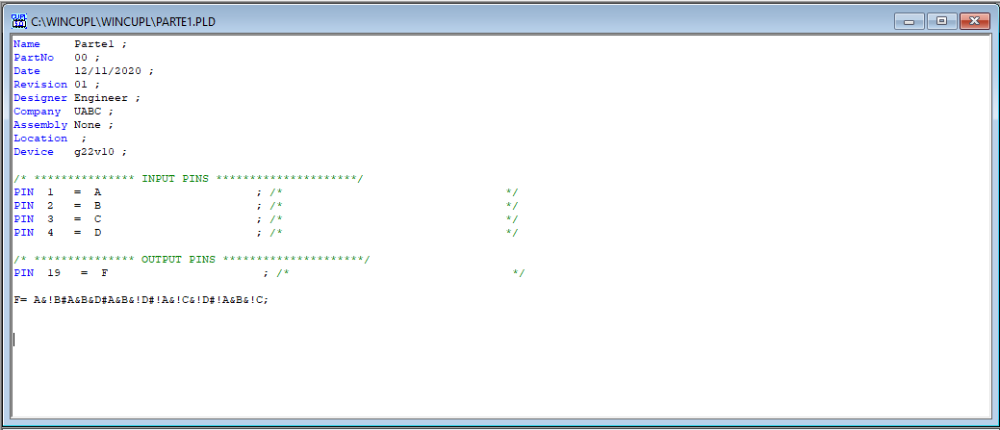 C:\WINCUPL\WINCUPL\PARTE1.PLD
Name     Parte1 ;
PartNo   00 ;
Date     12/11/2020 ;
Revision 01 ;
Designer Engineer ;
Company  UABC ;
Assembly None ;
Location  ;
Device   g22v10 ;
/* *************** INPUT PINS *********************/
PIN  1   =  A                       ; /*                                 */
PIN  2   =  B                       ; /*                                 */
PIN  3   =  C                       ; /*                                 */
PIN  4   =  D                       ; /*                                 */
/* *************** OUTPUT PINS *********************/
PIN  19   =  F                       ; /*                                 */
F= A&!B#A&B&D#A&B&!D#!A&!C&!D#!A&B&!C;